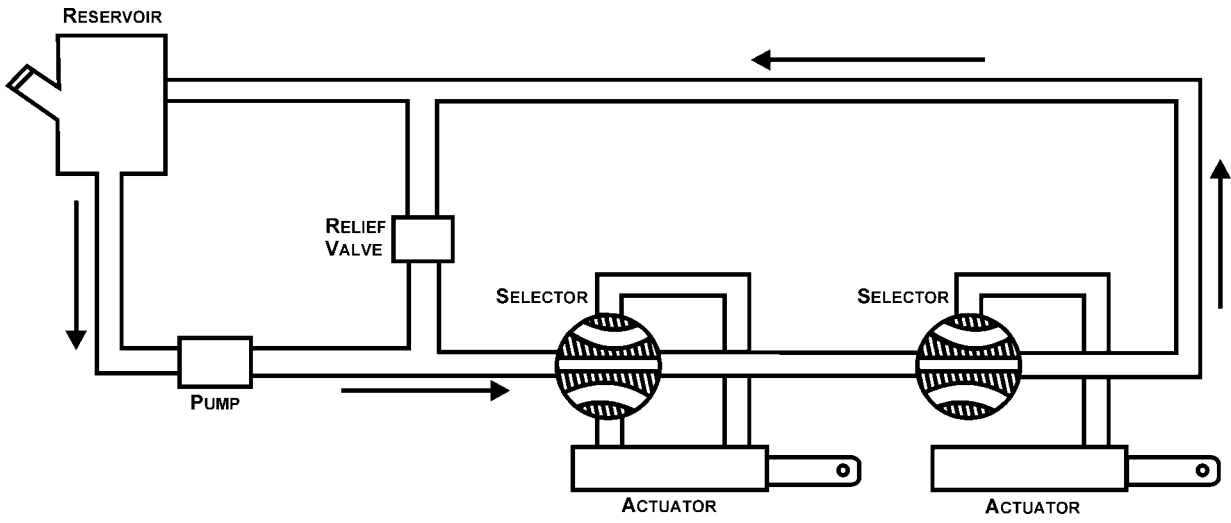 RESERVOIR
RELIEF
VALVE
SELECTOR
SELECTOR
PUMP
ACTUATOR
ACTUATOR